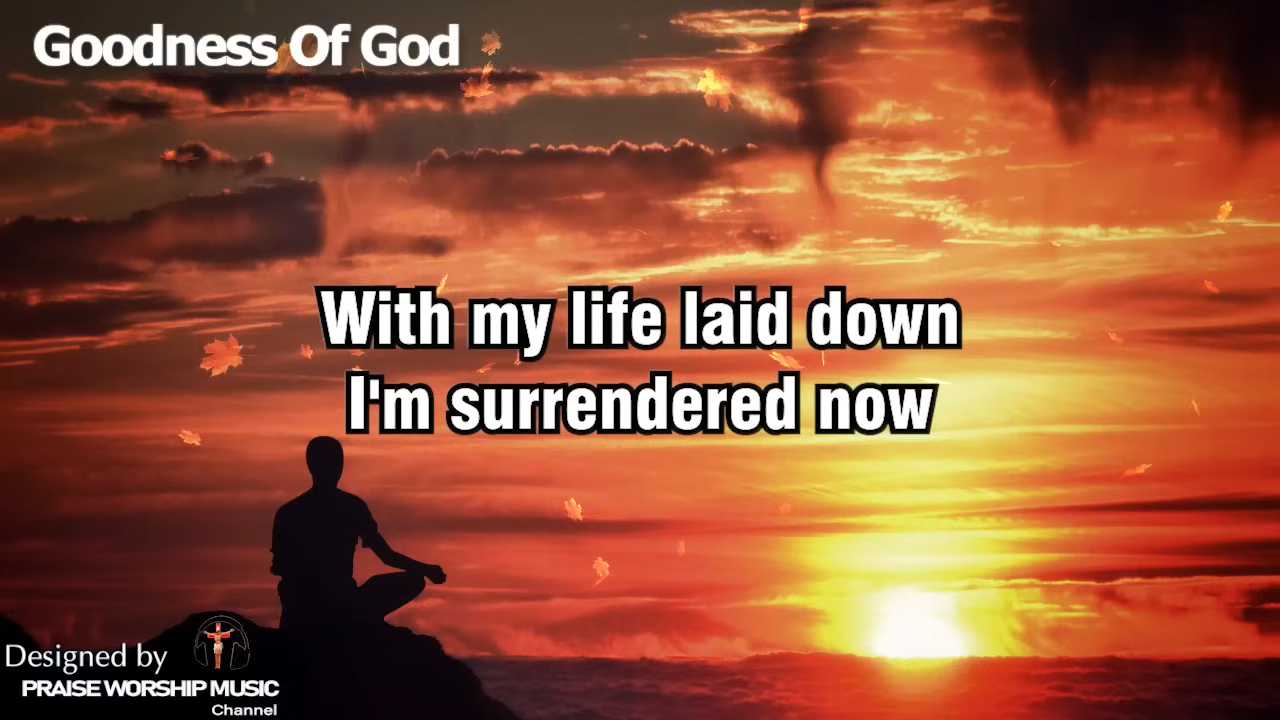 Goodness Of God
With my life laid down
I'm surrendered now
Designed by
PRAISE WORSHIP MUSIC
Channel